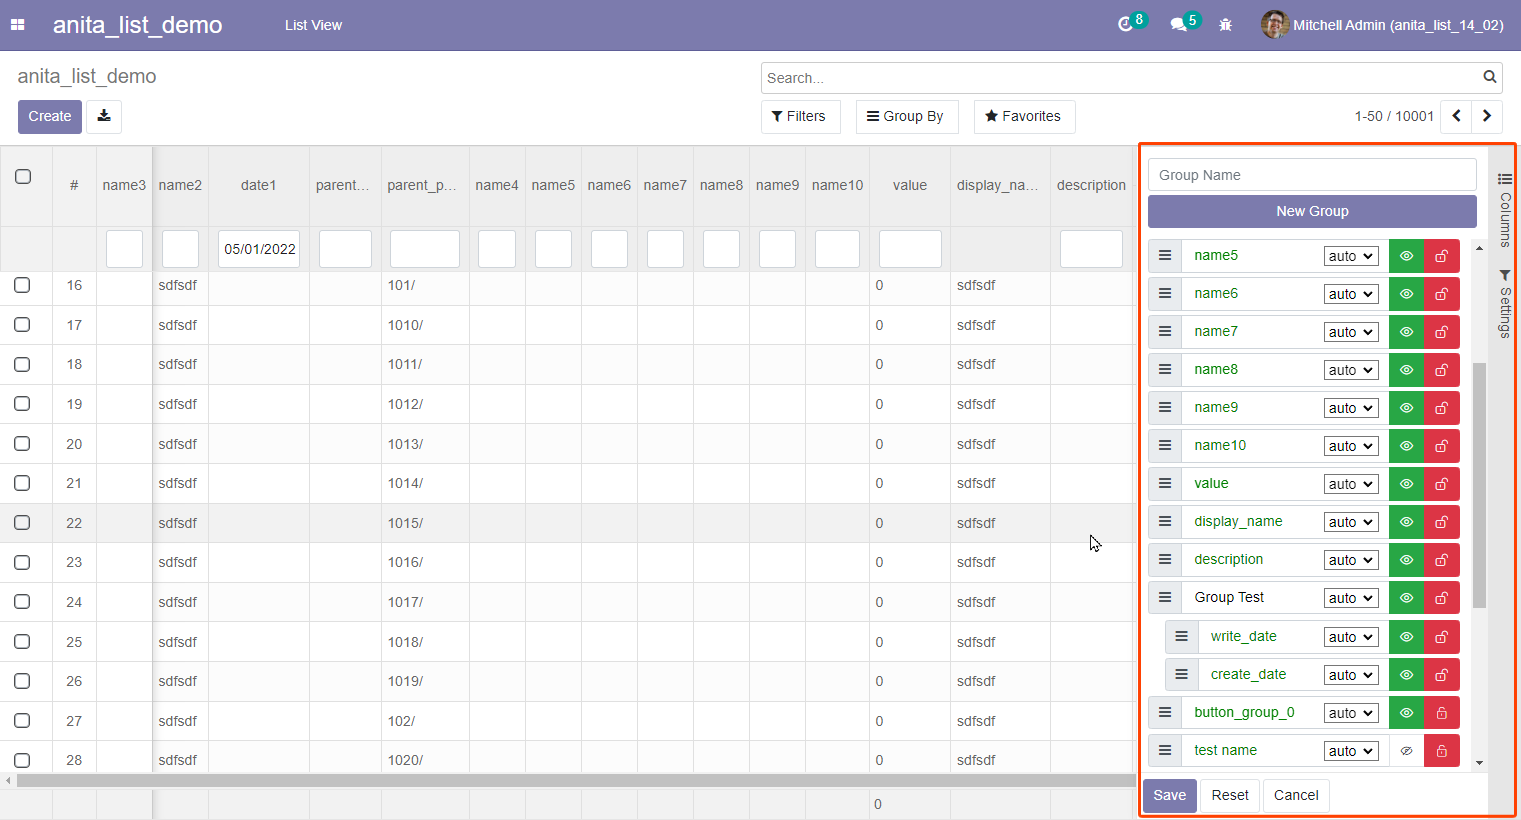 anita_list_demo List View 8 5 Mitchell Admin (anita_list_14_02)
anita_list_demo Search...
Create Filters Group By Favorites 1-50 / 10001
# name3 name2 date1 parent... parent_p... name4 name5 name6 name7 name8 name9 name10 value display_na... description
05/01/2022
16 sdfsdf 101/ 0 sdfsdf
17 sdfsdf 1010/ 0 sdfsdf
18 sdfsdf 1011/ 0 sdfsdf
19 sdfsdf 1012/ 0 sdfsdf
20 sdfsdf 1013/ 0 sdfsdf
21 sdfsdf 1014/ 0 sdfsdf
22 sdfsdf 1015/ 0 sdfsdf
23 sdfsdf 1016/ 0 sdfsdf
24 sdfsdf 1017/ 0 sdfsdf
25 sdfsdf 1018/ 0 sdfsdf
26 sdfsdf 1019/ 0 sdfsdf
27 sdfsdf 102/ 0 sdfsdf
28 sdfsdf 1020/ 0 sdfsdf
0
Group Name
New Group
name5 auto
name6 auto
name7 auto
name8 auto
name9 auto
name10 auto
value auto
display_name auto
description auto
Group Test auto
write_date auto
create_date auto
button_group_0 auto
test name auto
Save Reset Cancel
Columns
Settings